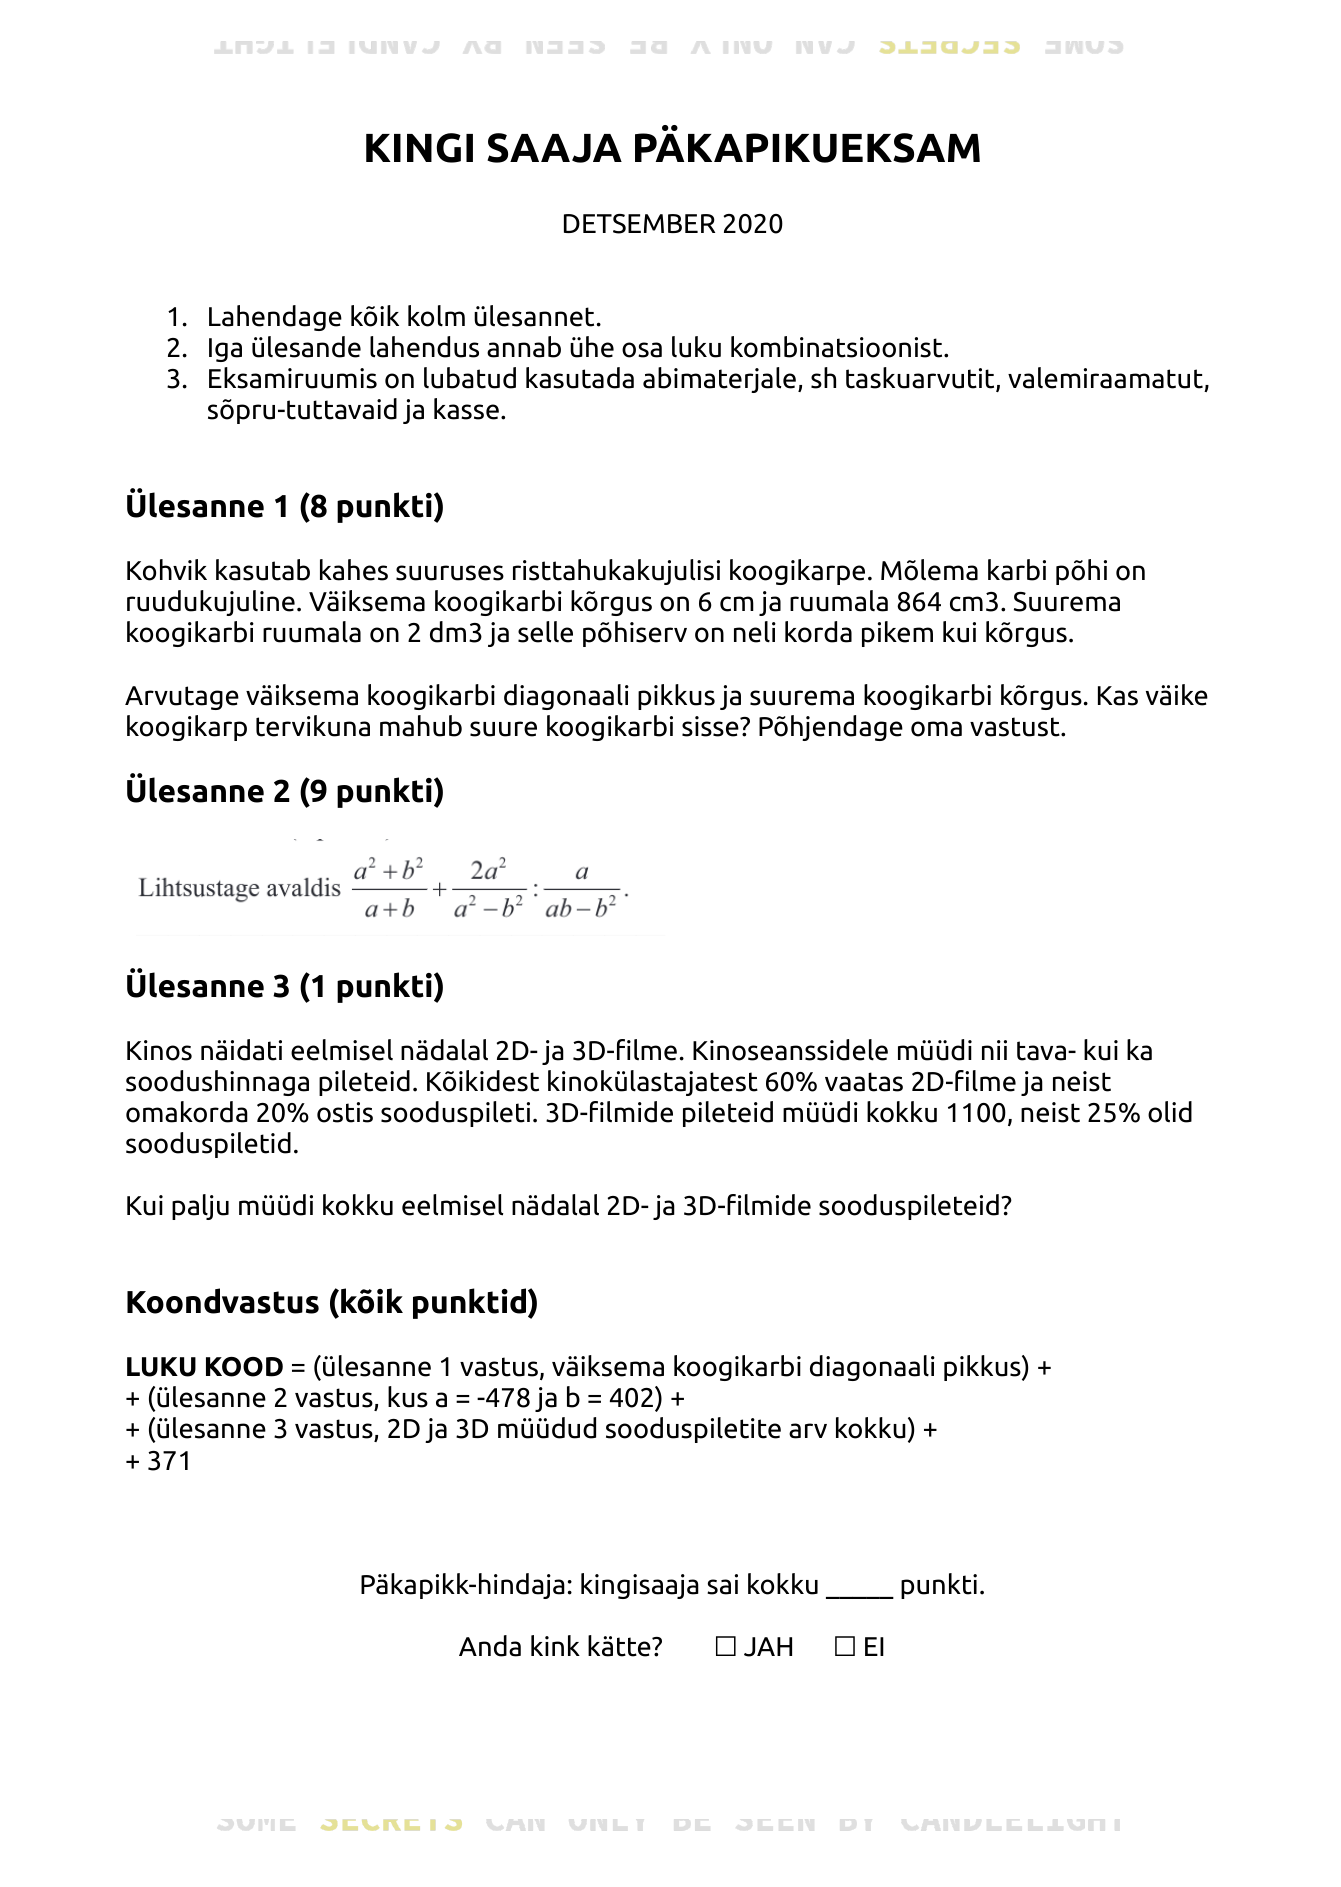 SOME SECRETS CAN ONLY BE SEEN BY CANDLELIGHT
KINGI SAAJA PÄKAPIKUEKSAM
DETSEMBER 2020
1. Lahendage kõik kolm ülesannet.
2. Iga ülesande lahendus annab ühe osa luku kombinatsioonist.
3. Eksamiruumis on lubatud kasutada abimaterjale, sh taskuarvutit, valemiraamatut,
sõpru-tuttavaid ja kasse.
Ülesanne 1 (8 punkti)
Kohvik kasutab kahes suuruses risttahukakujulisi koogikarpe. Mõlema karbi põhi on
ruudukujuline. Väiksema koogikarbi kõrgus on 6 cm ja ruumala 864 cm3. Suurema
koogikarbi ruumala on 2 dm3 ja selle põhiserv on neli korda pikem kui kõrgus.
Arvutage väiksema koogikarbi diagonaali pikkus ja suurema koogikarbi kõrgus. Kas väike
koogikarp tervikuna mahub suure koogikarbi sisse? Põhjendage oma vastust.
Ülesanne 2 (9 punkti)
Lihtsustage avaldis (a² + b²)/(a + b) + 2a²/(a² − b²) : a/(ab − b²).
Ülesanne 3 (1 punkti)
Kinos näidati eelmisel nädalal 2D- ja 3D-filme. Kinoseanssidele müüdi nii tava- kui ka
soodushinnaga pileteid. Kõikidest kinokülastajatest 60% vaatas 2D-filme ja neist
omakorda 20% ostis sooduspileti. 3D-filmide pileteid müüdi kokku 1100, neist 25% olid
sooduspiletid.
Kui palju müüdi kokku eelmisel nädalal 2D- ja 3D-filmide sooduspileteid?
Koondvastus (kõik punktid)
LUKU KOOD = (ülesanne 1 vastus, väiksema koogikarbi diagonaali pikkus) +
+ (ülesanne 2 vastus, kus a = -478 ja b = 402) +
+ (ülesanne 3 vastus, 2D ja 3D müüdud sooduspiletite arv kokku) +
+ 371
Päkapikk-hindaja: kingisaaja sai kokku _____ punkti.
Anda kink kätte? ☐ JAH ☐ EI
SOME SECRETS CAN ONLY BE SEEN BY CANDLELIGHT